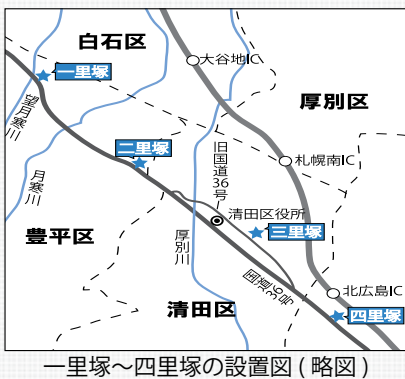 白石区
大谷地IC
一里塚
厚別区
望月寒川
月寒川
二里塚
旧国道36号
札幌南IC
豊平区
厚別川
清田区役所
三里塚
国道36号
清田区
北広島IC
四里塚
一里塚～四里塚の設置図(略図)